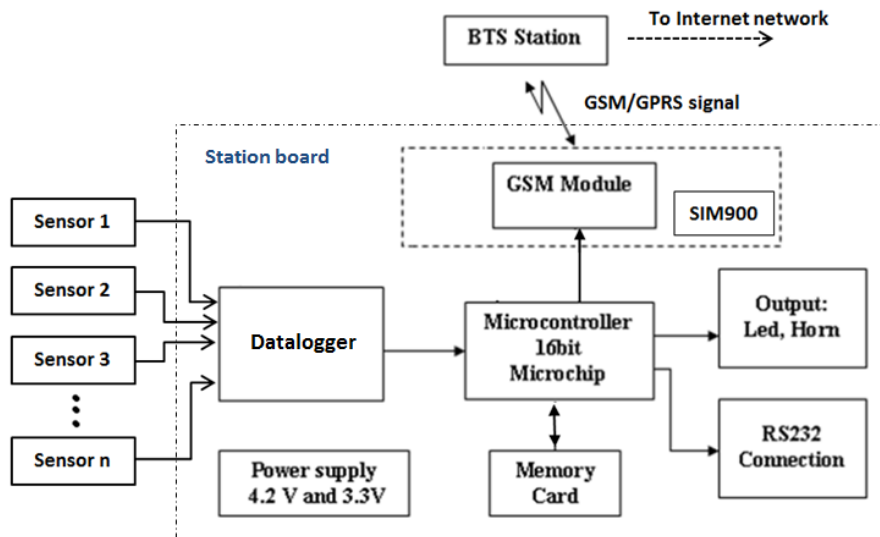 To Internet network
BTS Station
GSM/GPRS signal
Station board
GSM Module
SIM900
Sensor 1
Sensor 2
Sensor 3
Sensor n
Datalogger
Microcontroller
16bit
Microchip
Output:
Led, Horn
RS232
Connection
Power supply
4.2 V and 3.3V
Memory
Card